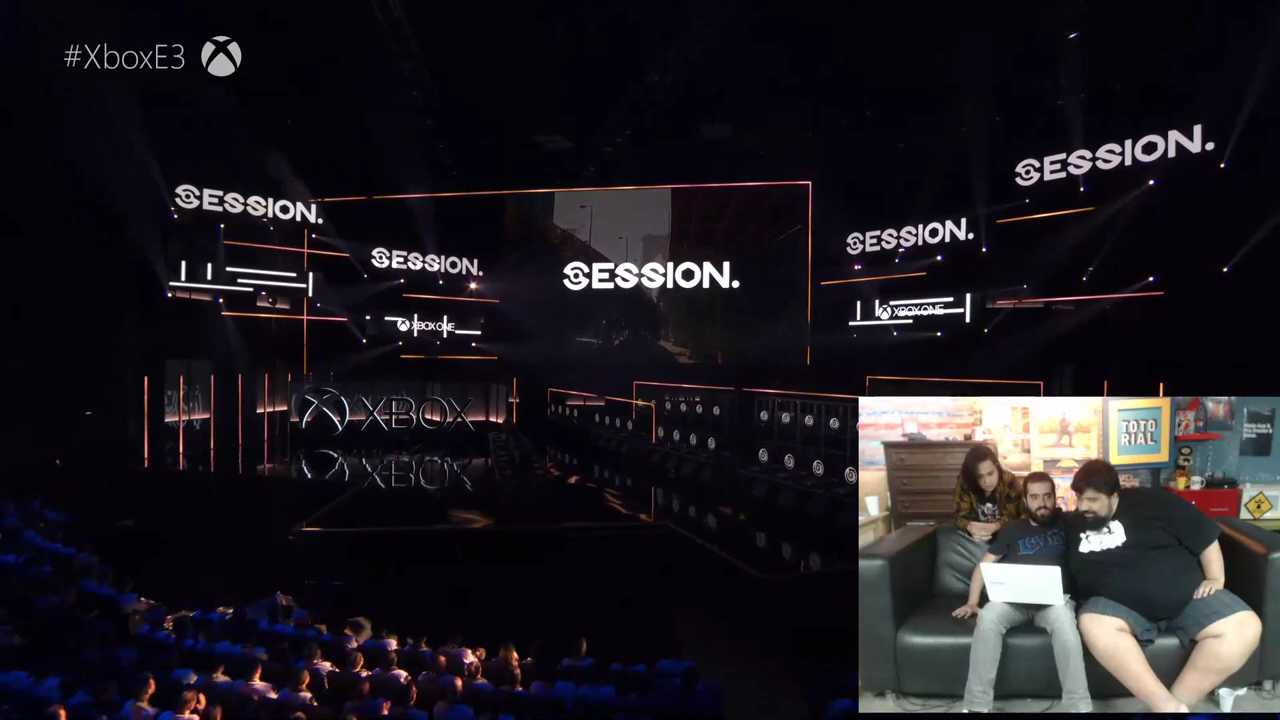 #XboxE3
SESSION.
SESSION.
SESSION.
SESSION.
SESSION.
XBOX ONE
XBOX ONE
XBOX
TOTO
RIAL